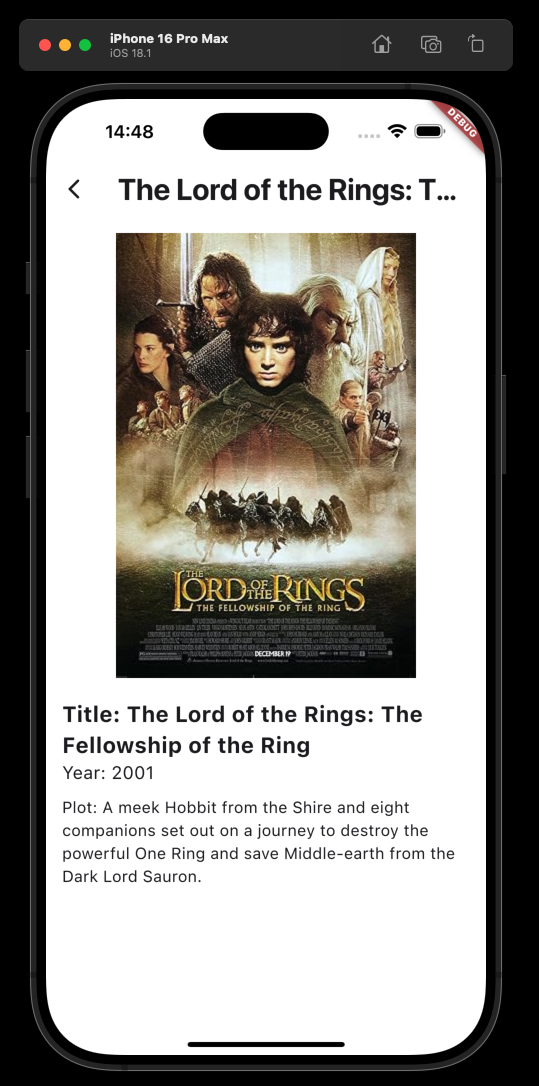 iPhone 16 Pro Max
iOS 18.1
14:48
DEBUG
The Lord of the Rings: T...
THE
LORD OF THE RINGS
THE FELLOWSHIP OF THE RING
DECEMBER 19
Title: The Lord of the Rings: The
Fellowship of the Ring
Year: 2001
Plot: A meek Hobbit from the Shire and eight
companions set out on a journey to destroy the
powerful One Ring and save Middle-earth from the
Dark Lord Sauron.